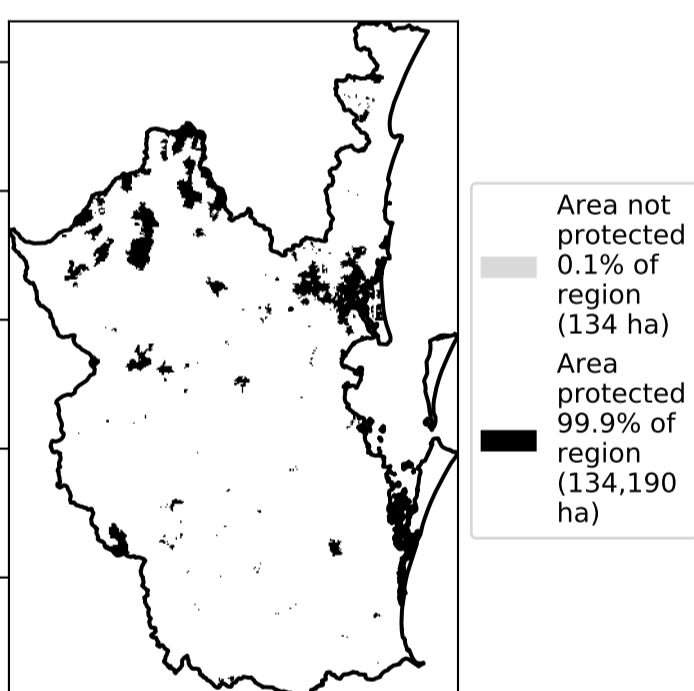 Area not
protected
0.1% of
region
(134 ha)
Area
protected
99.9% of
region
(134,190
ha)